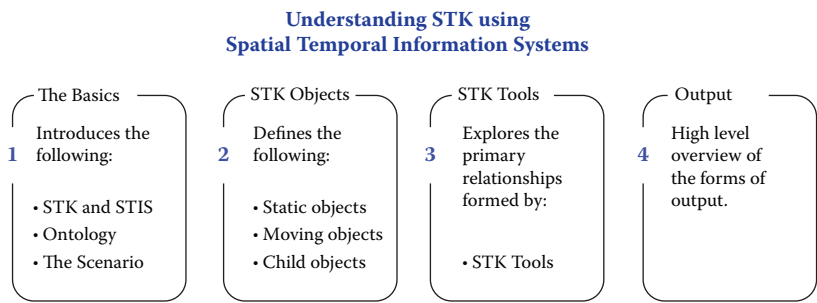 Understanding STK using
Spatial Temporal Information Systems
The Basics
1
Introduces the
following:
• STK and STIS
• Ontology
• The Scenario
STK Objects
2
Defines the
following:
• Static objects
• Moving objects
• Child objects
STK Tools
3
Explores the
primary
relationships
formed by:
• STK Tools
Output
4
High level
overview of
the forms of
output.